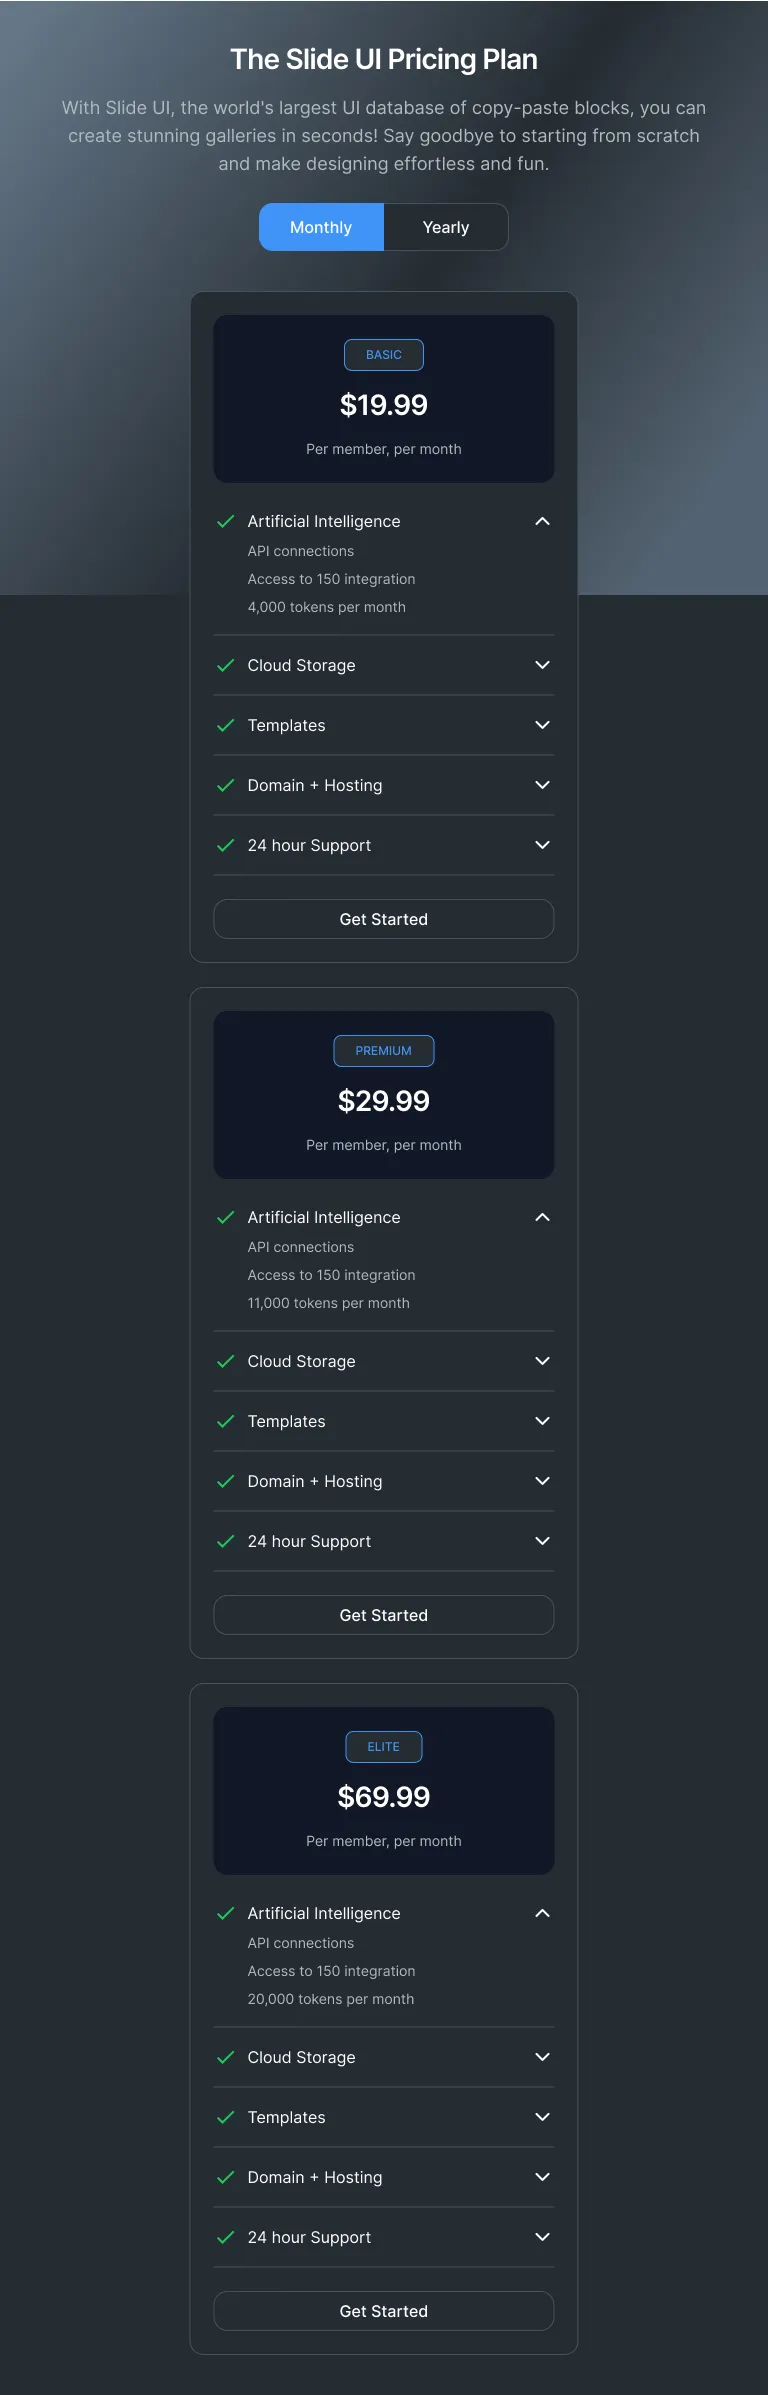 The Slide UI Pricing Plan
With Slide UI, the world's largest UI database of copy-paste blocks, you can
create stunning galleries in seconds! Say goodbye to starting from scratch
and make designing effortless and fun.
Monthly Yearly
BASIC
$19.99
Per member, per month
Artificial Intelligence
API connections
Access to 150 integration
4,000 tokens per month
Cloud Storage
Templates
Domain + Hosting
24 hour Support
Get Started
PREMIUM
$29.99
Per member, per month
Artificial Intelligence
API connections
Access to 150 integration
11,000 tokens per month
Cloud Storage
Templates
Domain + Hosting
24 hour Support
Get Started
ELITE
$69.99
Per member, per month
Artificial Intelligence
API connections
Access to 150 integration
20,000 tokens per month
Cloud Storage
Templates
Domain + Hosting
24 hour Support
Get Started